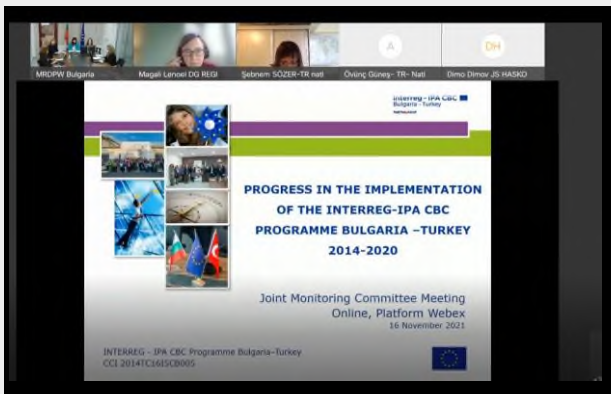 A
DH
MRDPW Bulgaria
Magali Lenoel DG REGI
Şebnem SÖZER-TR nati
Övünç Güneş- TR- Nati
Dimo Dimov JS HASKO
Interreg - IPA CBC
Bulgaria - Turkey
PROGRESS IN THE IMPLEMENTATION
OF THE INTERREG-IPA CBC
PROGRAMME BULGARIA –TURKEY
2014-2020
Joint Monitoring Committee Meeting
Online, Platform Webex
16 November 2021
INTERREG - IPA CBC Programme Bulgaria-Turkey
CCI 2014TC16I5CB005